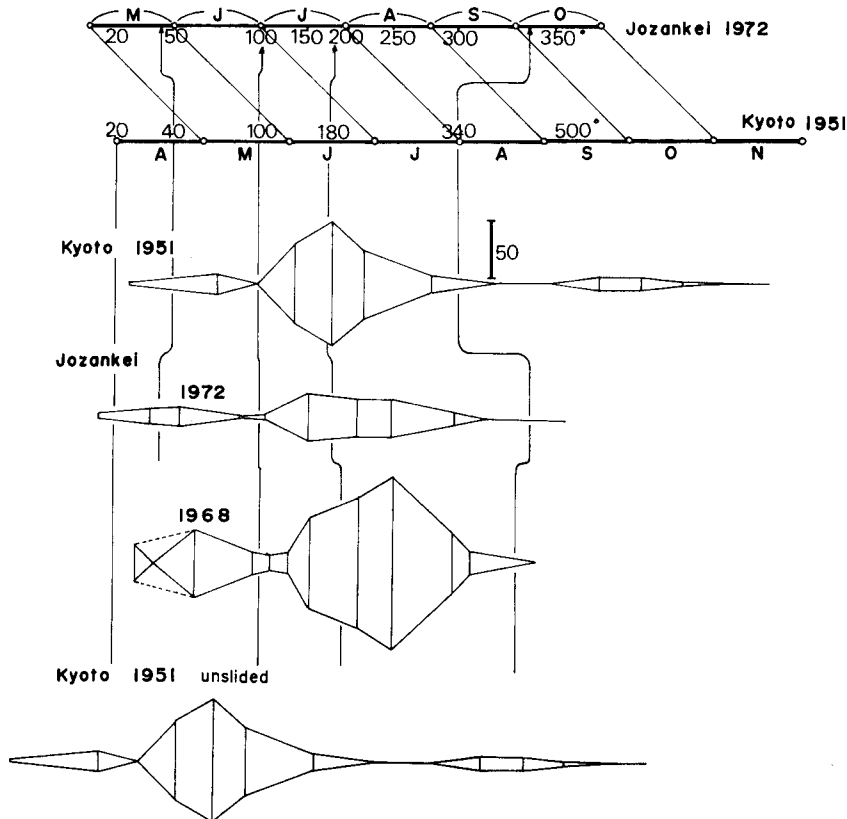 M J J A S O
20 50 100 150 200 250 300 350° Jozankei 1972
Kyoto 1951
20 40 100 180 340 500°
A M J J A S O N
Kyoto 1951
50
Jozankei
1972
1968
Kyoto 1951 unslided